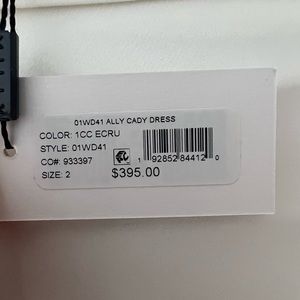 01WD41 ALLY CADY DRESS
COLOR: 1CC ECRU
STYLE: 01WD41
CO#: 933397
SIZE: 2
1 92852 84412 0
$395.00